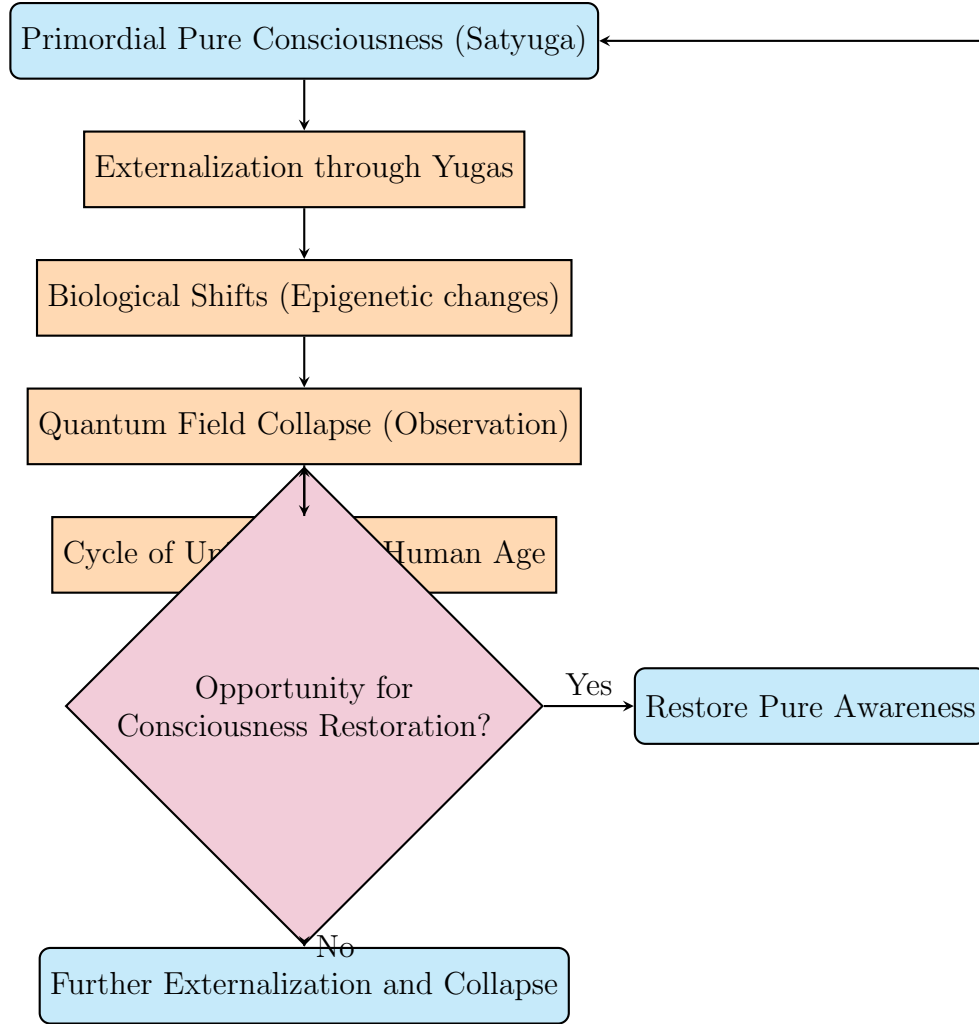 Primordial Pure Consciousness (Satyuga)
Externalization through Yugas
Biological Shifts (Epigenetic changes)
Quantum Field Collapse (Observation)
Cycle of Human Age
Opportunity for
Consciousness Restoration?
Yes
Restore Pure Awareness
No
Further Externalization and Collapse